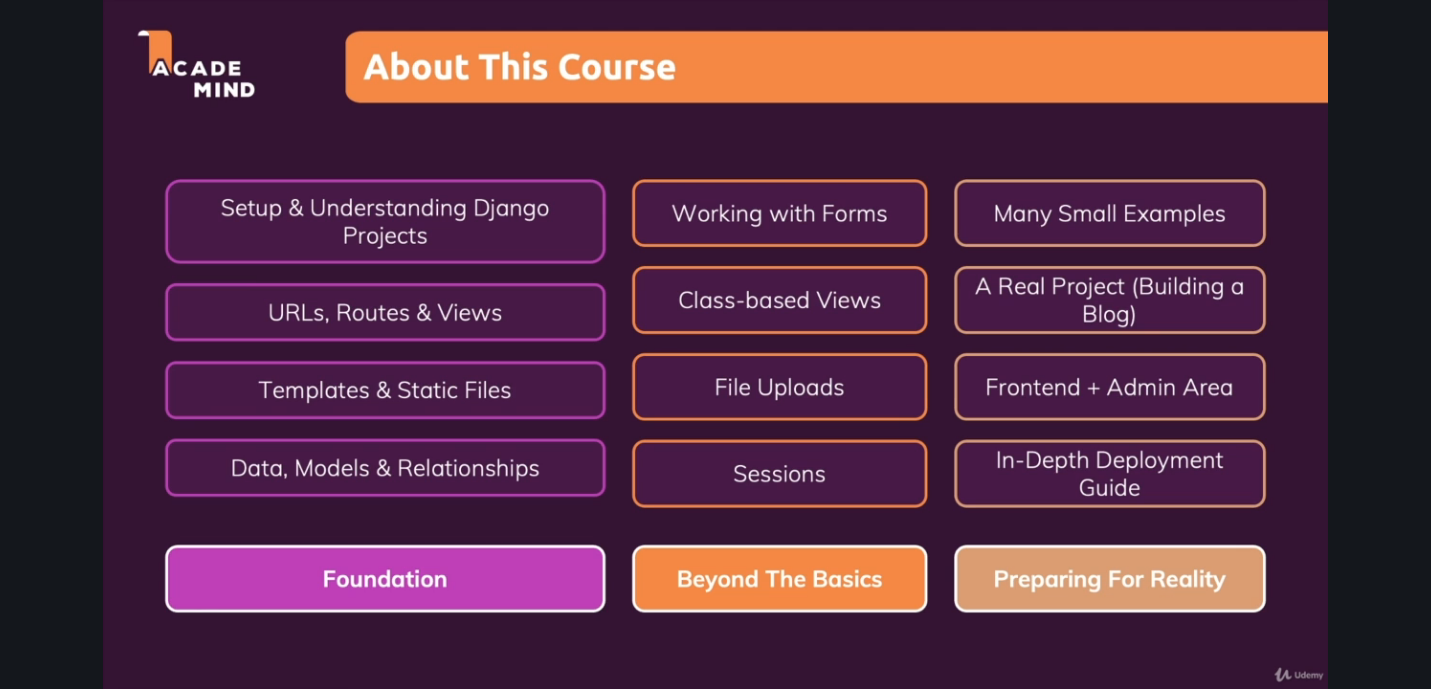 ACADE
MIND
About This Course
Setup & Understanding Django
Projects
URLs, Routes & Views
Templates & Static Files
Data, Models & Relationships
Foundation
Working with Forms
Class-based Views
File Uploads
Sessions
Beyond The Basics
Many Small Examples
A Real Project (Building a
Blog)
Frontend + Admin Area
In-Depth Deployment
Guide
Preparing For Reality
Udemy